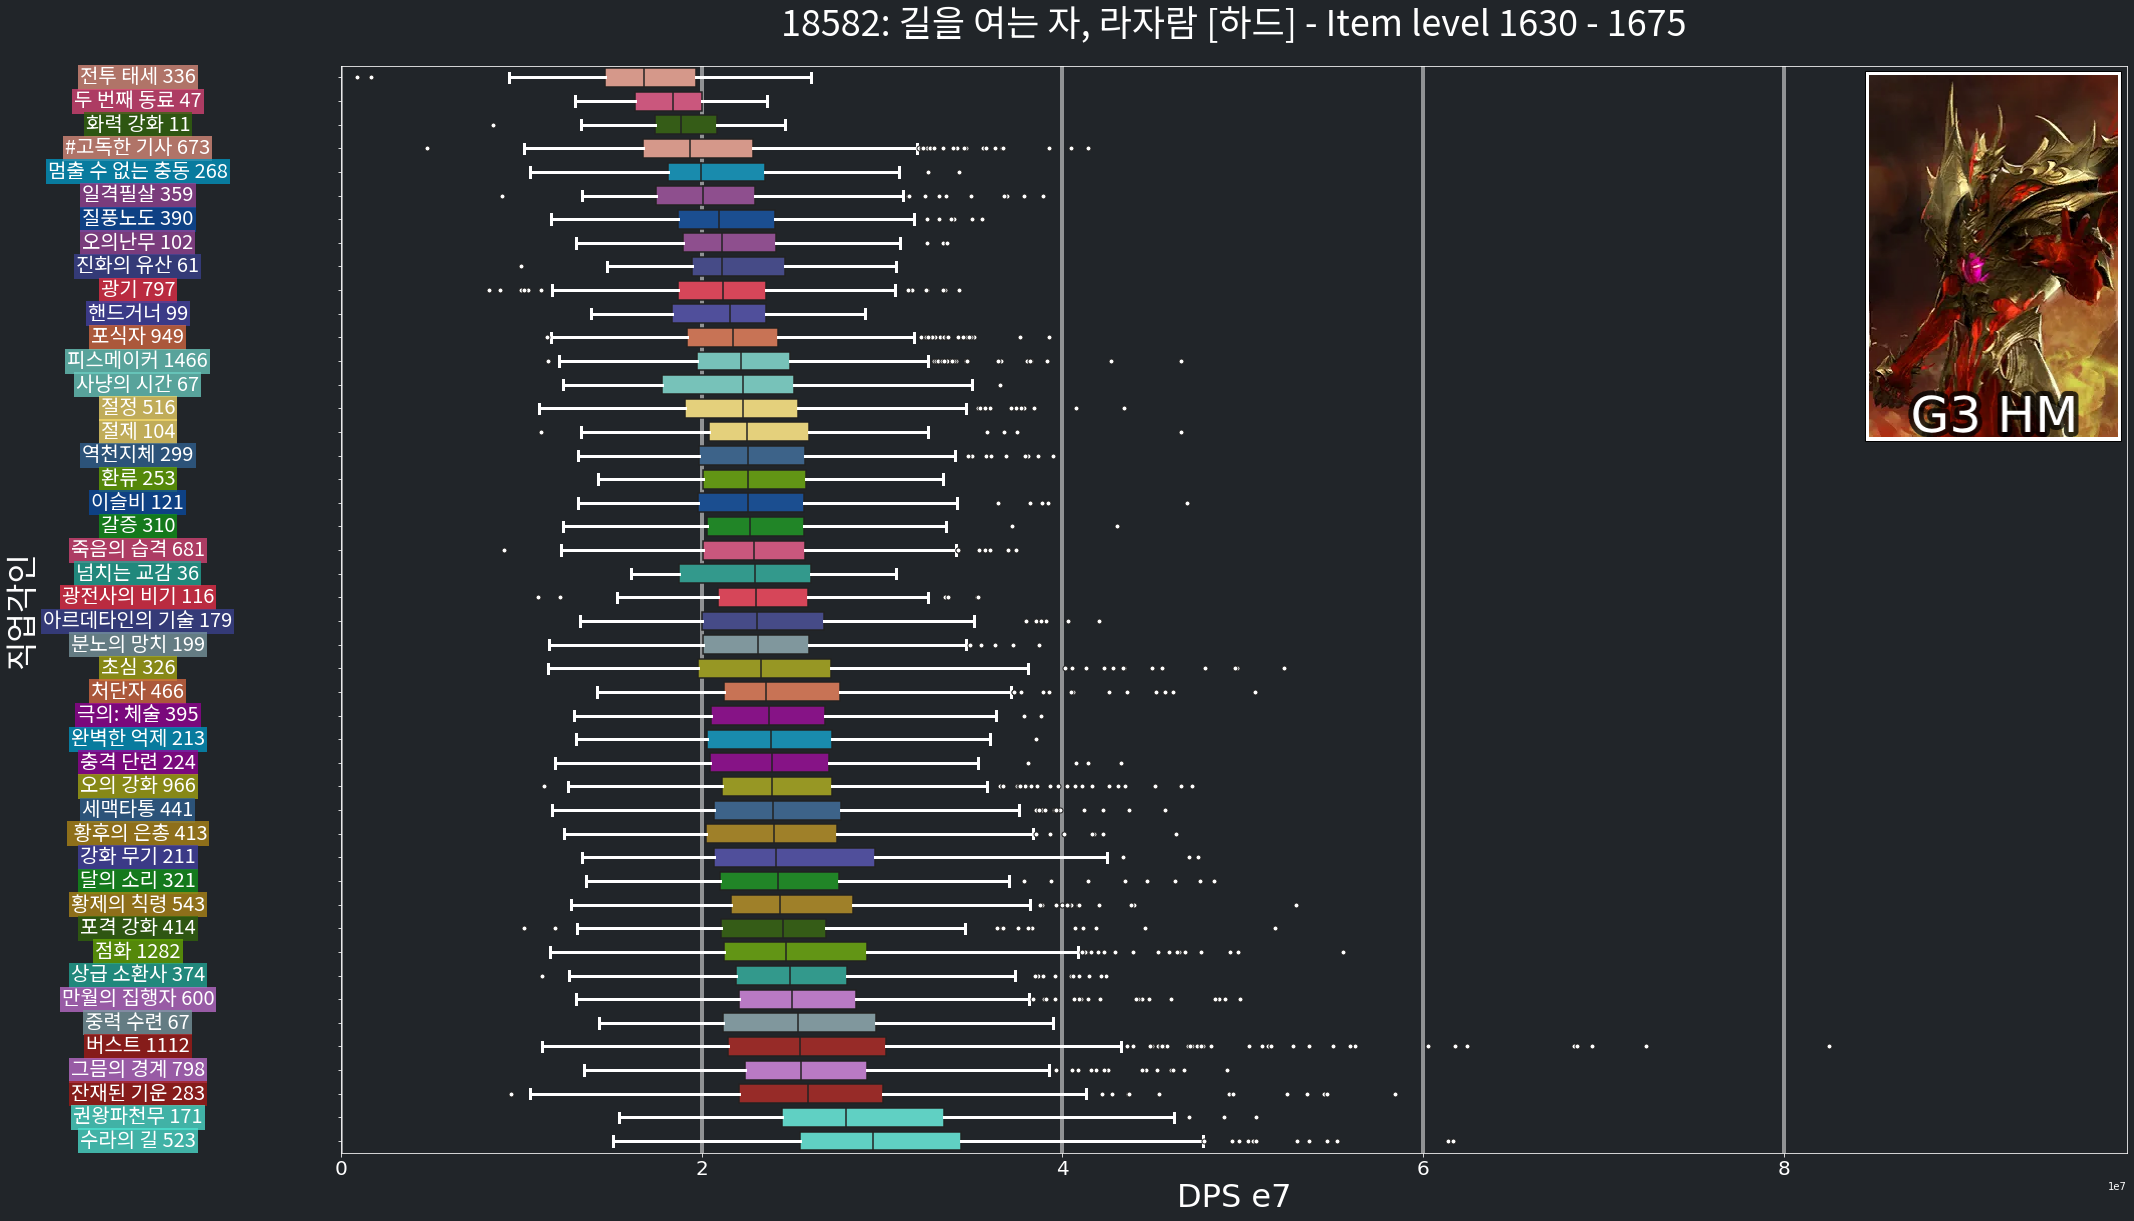 18582: 길을 여는 자, 라자람 [하드] - Item level 1630 - 1675
직업각인
전투 태세 336
두 번째 동료 47
화력 강화 11
#고독한 기사 673
멈출 수 없는 충동 268
일격필살 359
질풍노도 390
오의난무 102
진화의 유산 61
광기 797
핸드거너 99
포식자 949
피스메이커 1466
사냥의 시간 67
절정 516
절제 104
역천지체 299
환류 253
이슬비 121
갈증 310
죽음의 습격 681
넘치는 교감 36
광전사의 비기 116
아르데타인의 기술 179
분노의 망치 199
초심 326
처단자 466
극의: 체술 395
완벽한 억제 213
충격 단련 224
오의 강화 966
세맥타통 441
황후의 은총 413
강화 무기 211
달의 소리 321
황제의 칙령 543
포격 강화 414
점화 1282
상급 소환사 374
만월의 집행자 600
중력 수련 67
버스트 1112
그믐의 경계 798
잔재된 기운 283
권왕파천무 171
수라의 길 523
G3 HM
0 2 4 6 8
DPS e7
1e7